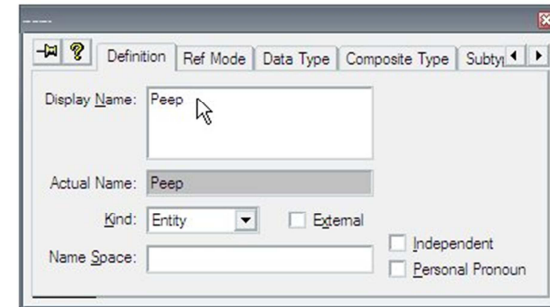 Definition Ref Mode Data Type Composite Type
Display Name: Peep
Actual Name: Peep
Kind: Entity External
Independent
Name Space:
Personal Pronoun